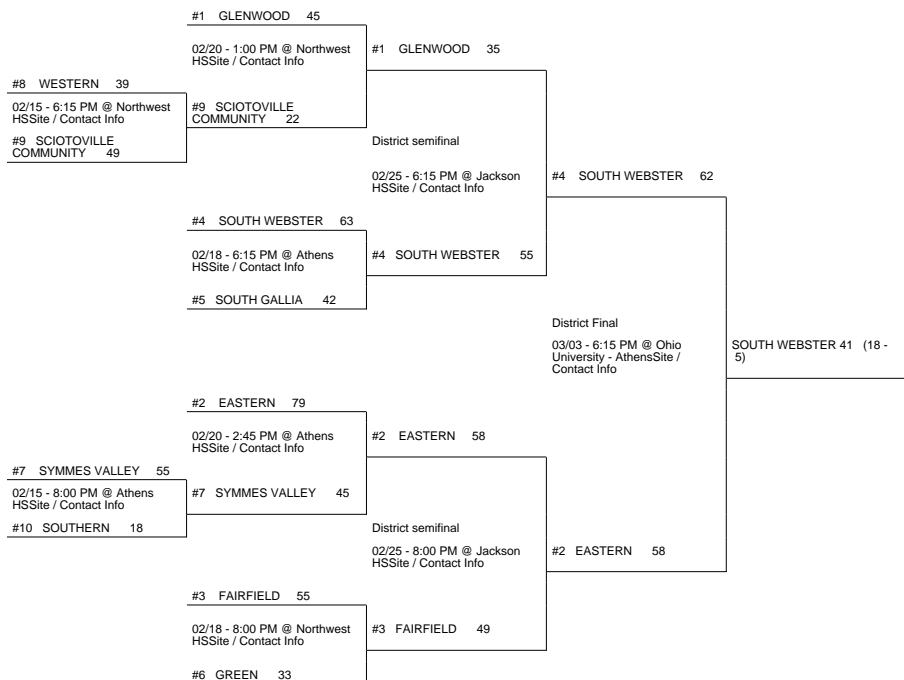 #1 GLENWOOD 45
02/20 - 1:00 PM @ Northwest
HSSite / Contact Info
#1 GLENWOOD 35
#8 WESTERN 39
02/15 - 6:15 PM @ Northwest
HSSite / Contact Info
#9 SCIOTOVILLE
COMMUNITY 22
#9 SCIOTOVILLE
COMMUNITY 49
District semifinal
02/25 - 6:15 PM @ Jackson
HSSite / Contact Info
#4 SOUTH WEBSTER 62
#4 SOUTH WEBSTER 63
02/18 - 6:15 PM @ Athens
HSSite / Contact Info
#4 SOUTH WEBSTER 55
#5 SOUTH GALLIA 42
District Final
03/03 - 6:15 PM @ Ohio
University - AthensSite /
Contact Info
SOUTH WEBSTER 41 (18 -
5)
#2 EASTERN 79
02/20 - 2:45 PM @ Athens
HSSite / Contact Info
#2 EASTERN 58
#7 SYMMES VALLEY 55
02/15 - 8:00 PM @ Athens
HSSite / Contact Info
#7 SYMMES VALLEY 45
#10 SOUTHERN 18
District semifinal
02/25 - 8:00 PM @ Jackson
HSSite / Contact Info
#2 EASTERN 58
#3 FAIRFIELD 55
02/18 - 8:00 PM @ Northwest
HSSite / Contact Info
#3 FAIRFIELD 49
#6 GREEN 33